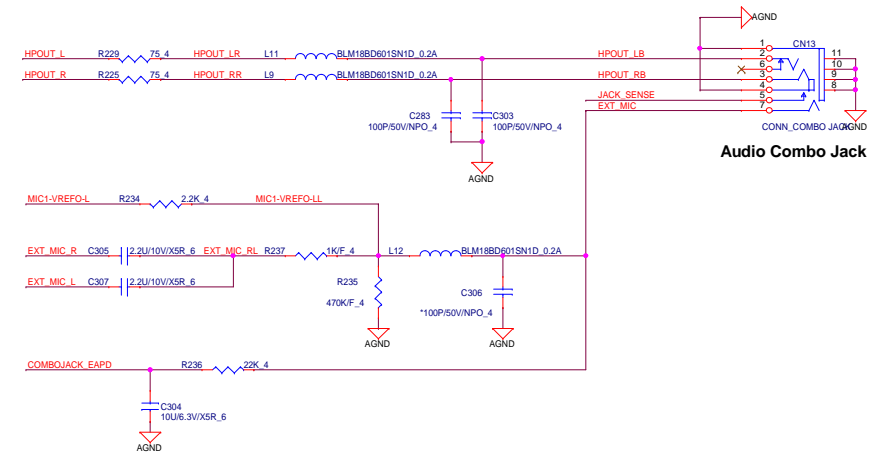 AGND
HPOUT_L R229 75_4 HPOUT_LR L11 BLM18BD601SN1D_0.2A HPOUT_LB 1 CN13
2 11
6 10
HPOUT_R R225 75_4 HPOUT_RR L9 BLM18BD601SN1D_0.2A HPOUT_RB 3 9
4 8
JACK_SENSE 5
EXT_MIC 7
C283 C303
100P/50V/NPO_4 100P/50V/NPO_4
CONN_COMBO JACK AGND
Audio Combo Jack
AGND
MIC1-VREFO-L R234 2.2K_4 MIC1-VREFO-LL
EXT_MIC_R C305 2.2U/10V/X5R_6 EXT_MIC_RL R237 1K/F_4 L12 BLM18BD601SN1D_0.2A
EXT_MIC_L C307 2.2U/10V/X5R_6
R235 C306
470K/F_4 *100P/50V/NPO_4
AGND AGND
COMBOJACK_EAPD R236 22K_4
C304
10U/6.3V/X5R_6
AGND